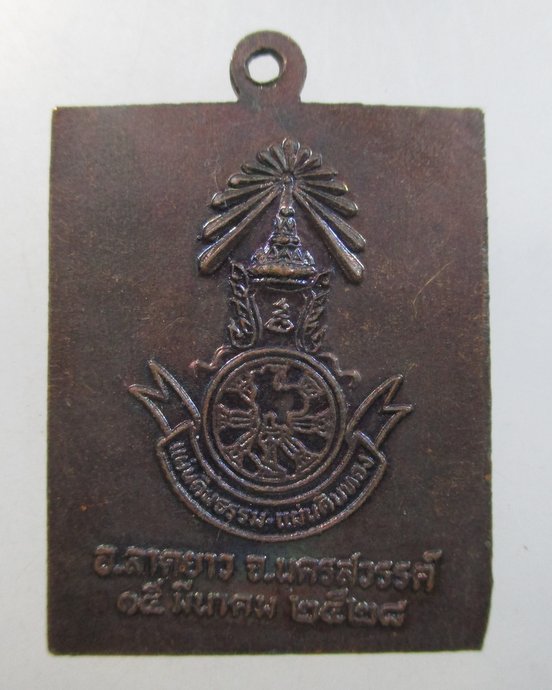 แผ่นดินธรรม-แผ่นดินทอง
อ.ลาดยาว จ.นครสวรรค์
๑๕ มีนาคม ๒๕๒๘